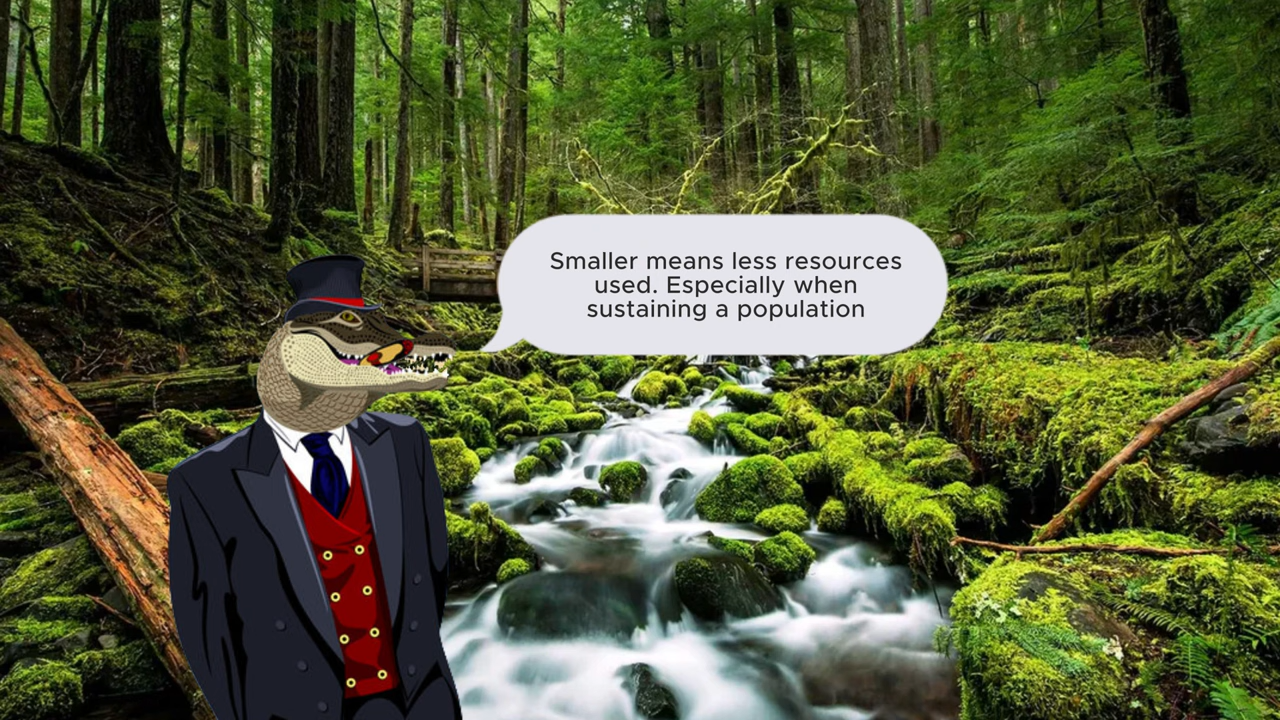 Smaller means less resources
used. Especially when
sustaining a population